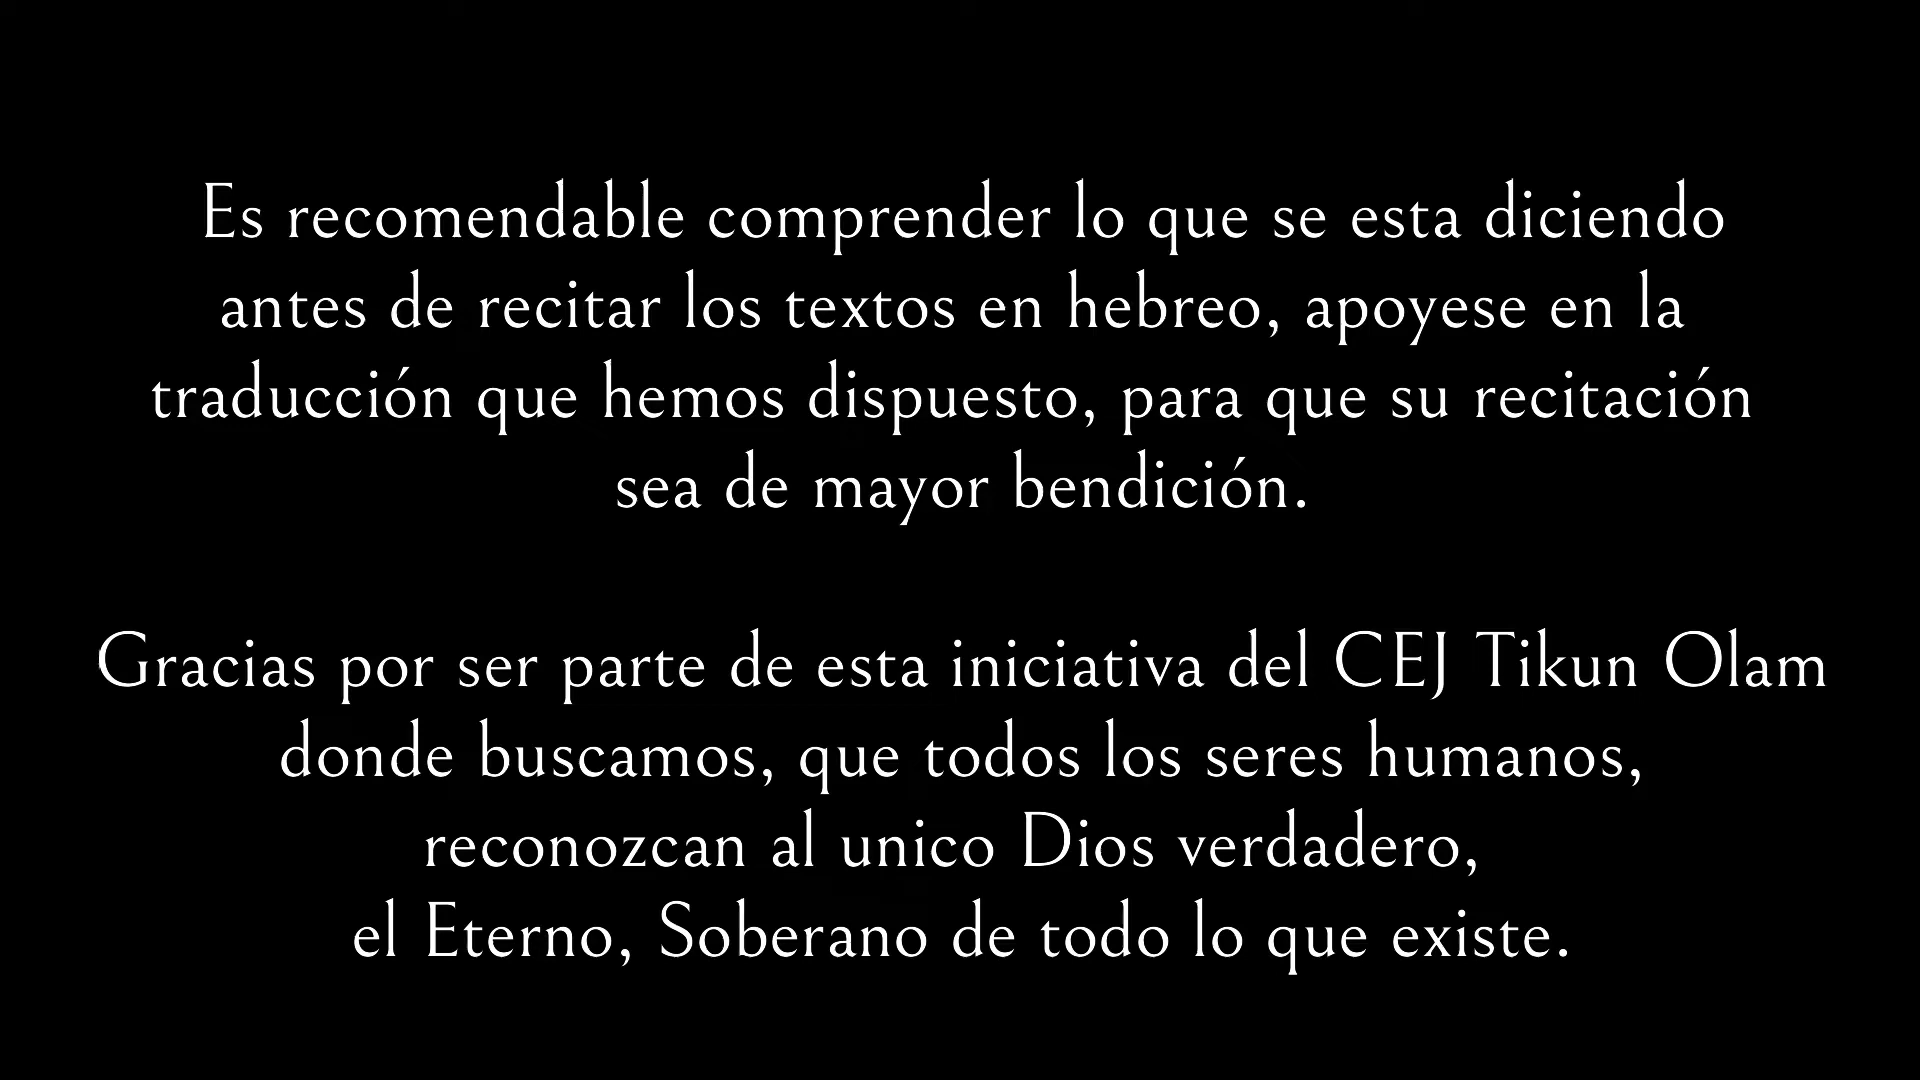 Es recomendable comprender lo que se esta diciendo
antes de recitar los textos en hebreo, apoyese en la
traducción que hemos dispuesto, para que su recitación
sea de mayor bendición.
Gracias por ser parte de esta iniciativa del CEJ Tikun Olam
donde buscamos, que todos los seres humanos,
reconozcan al unico Dios verdadero,
el Eterno, Soberano de todo lo que existe.